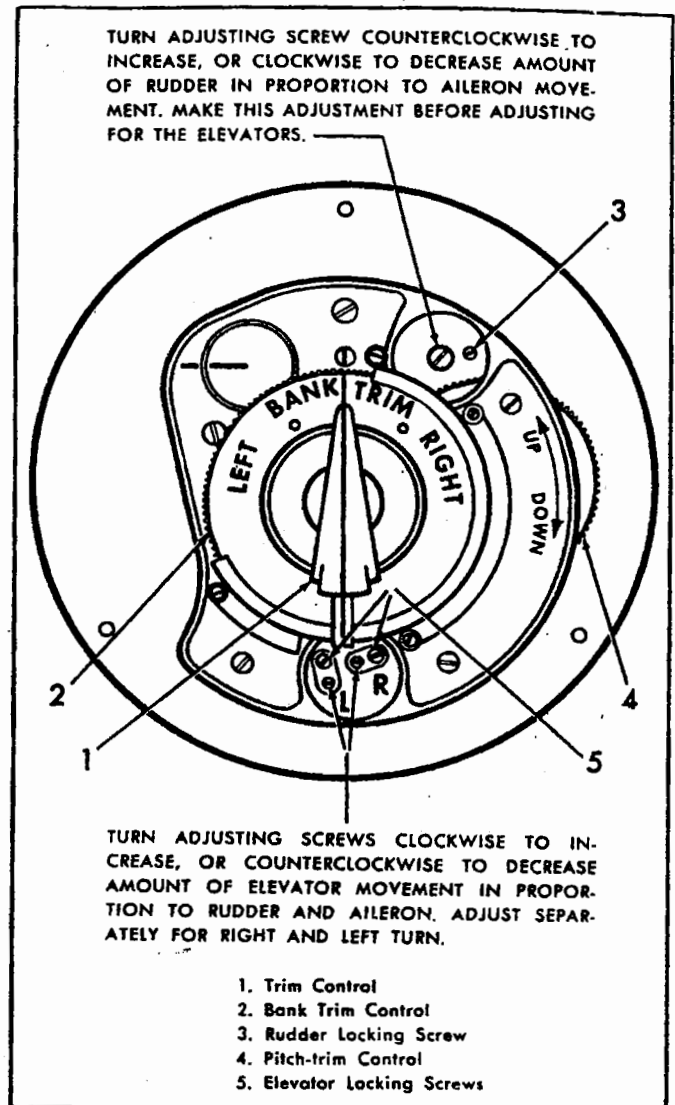 TURN ADJUSTING SCREW COUNTERCLOCKWISE TO
INCREASE, OR CLOCKWISE TO DECREASE AMOUNT
OF RUDDER IN PROPORTION TO AILERON MOVE-
MENT. MAKE THIS ADJUSTMENT BEFORE ADJUSTING
FOR THE ELEVATORS.
3
BANK TRIM
LEFT
RIGHT
UP
DOWN
L
R
2
1
5
4
TURN ADJUSTING SCREWS CLOCKWISE TO IN-
CREASE, OR COUNTERCLOCKWISE TO DECREASE
AMOUNT OF ELEVATOR MOVEMENT IN PROPOR-
TION TO RUDDER AND AILERON. ADJUST SEPAR-
ATELY FOR RIGHT AND LEFT TURN.
1. Trim Control
2. Bank Trim Control
3. Rudder Locking Screw
4. Pitch-trim Control
5. Elevator Locking Screws